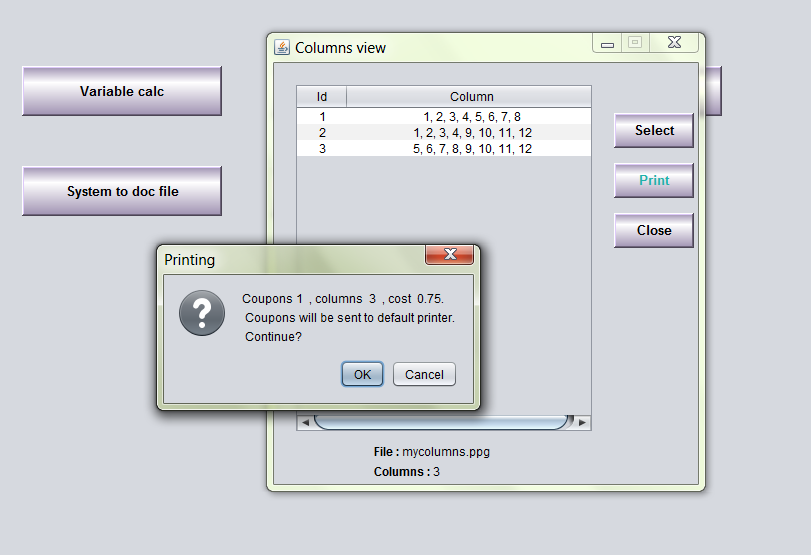 Columns view
Variable calc
Id Column
1 1, 2, 3, 4, 5, 6, 7, 8
2 1, 2, 3, 4, 9, 10, 11, 12
3 5, 6, 7, 8, 9, 10, 11, 12
Select
Print
Close
System to doc file
Printing
Coupons 1 , columns 3 , cost 0.75.
Coupons will be sent to default printer.
Continue?
OK Cancel
File : mycolumns.ppg
Columns : 3